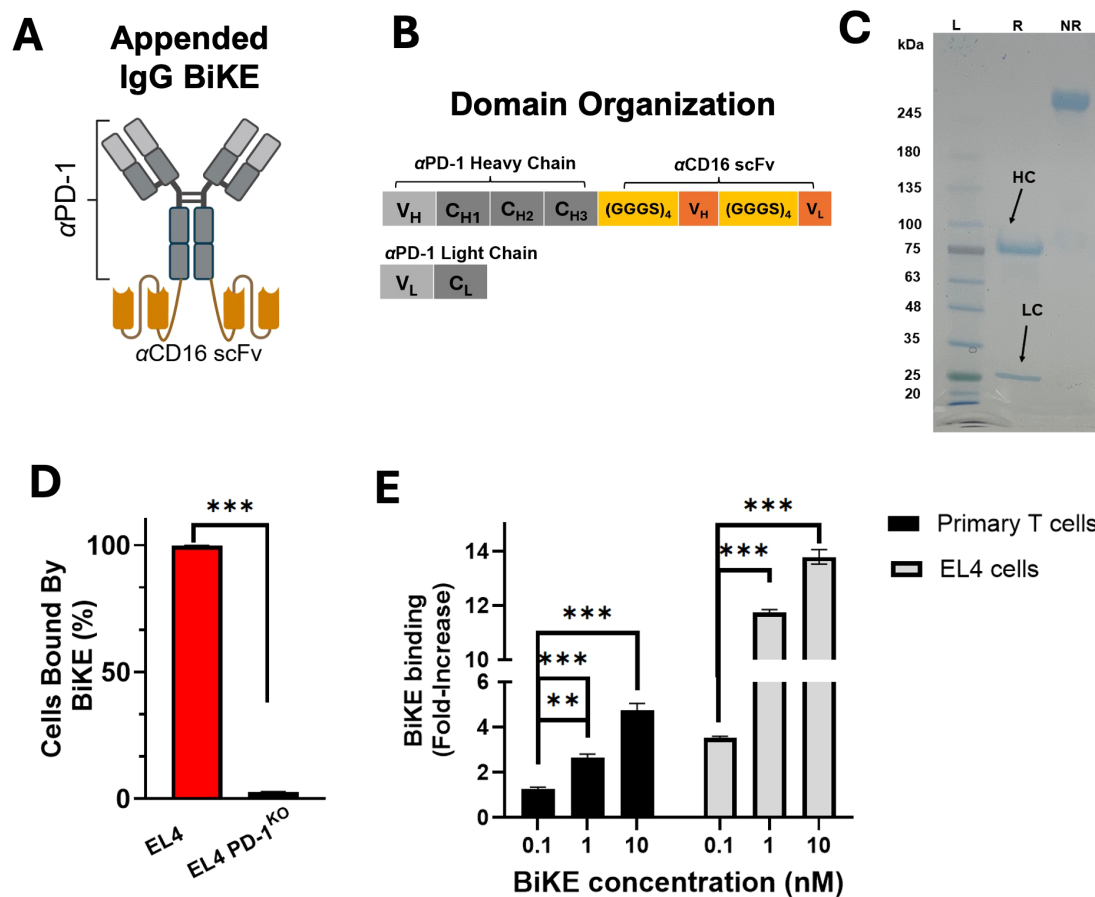 A
Appended
IgG BiKE
αPD-1
αCD16 scFv
B
Domain Organization
αPD-1 Heavy Chain
αCD16 scFv
VH CH1 CH2 CH3 (GGGS)4 VH (GGGS)4 VL
αPD-1 Light Chain
VL CL
C
kDa
L R NR
245
180
135
100
75
63
48
35
25
20
HC
LC
D
***
Cells Bound By
BiKE (%)
100
50
0
EL4
EL4 PD-1KO
E
BiKE binding
(Fold-Increase)
14
12
10
6
4
2
0
***
***
**
***
***
0.1 1 10 0.1 1 10
BiKE concentration (nM)
Primary T cells
EL4 cells